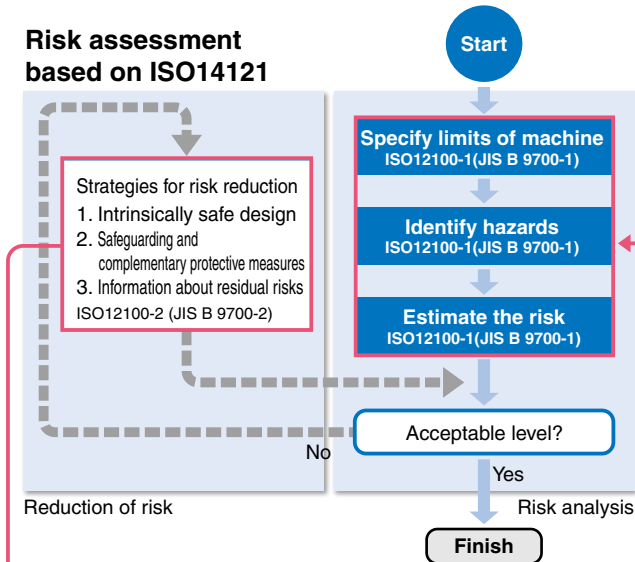 Risk assessment
based on ISO14121
Start
Specify limits of machine
ISO12100-1(JIS B 9700-1)
Identify hazards
ISO12100-1(JIS B 9700-1)
Estimate the risk
ISO12100-1(JIS B 9700-1)
Strategies for risk reduction
1. Intrinsically safe design
2. Safeguarding and
complementary protective measures
3. Information about residual risks
ISO12100-2 (JIS B 9700-2)
Acceptable level?
No
Yes
Reduction of risk
Risk analysis
Finish